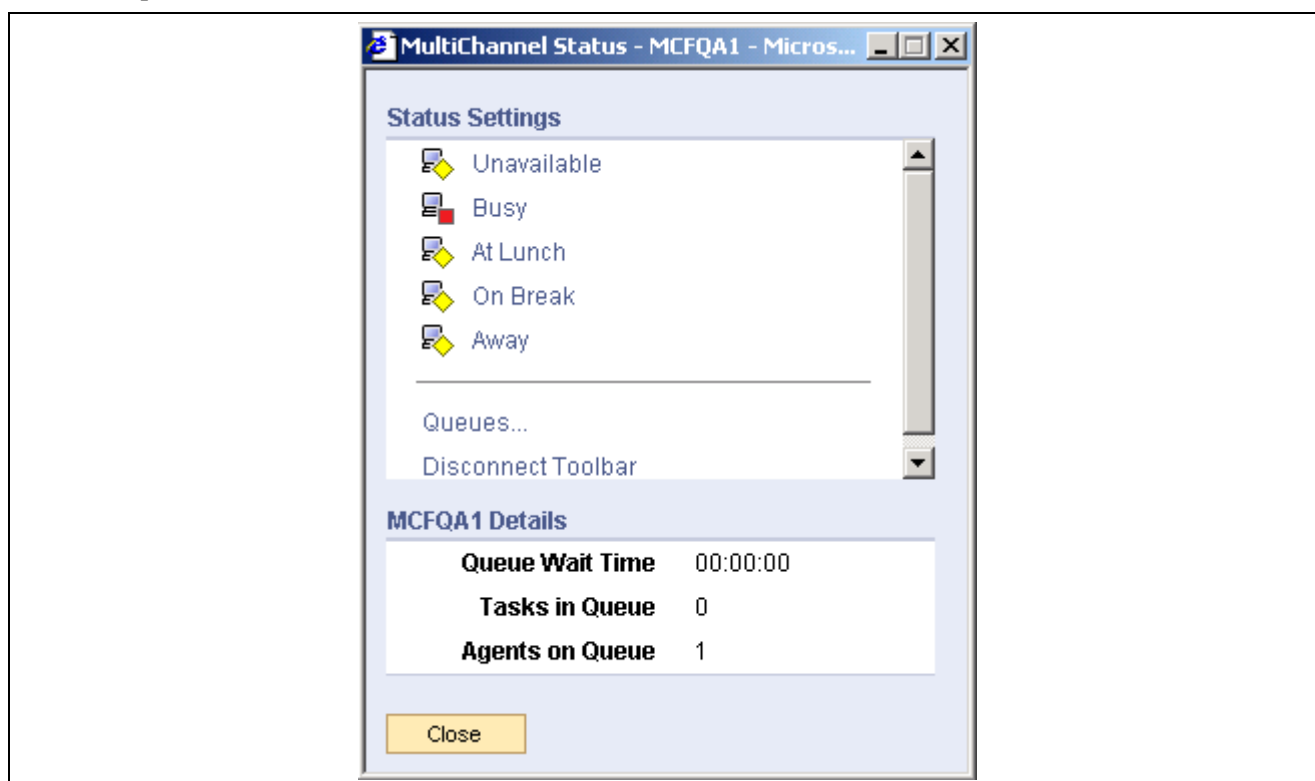 MultiChannel Status - MCFQA1 - Micros...
Status Settings
Unavailable
Busy
At Lunch
On Break
Away
Queues...
Disconnect Toolbar
MCFQA1 Details
Queue Wait Time 00:00:00
Tasks in Queue 0
Agents on Queue 1
Close